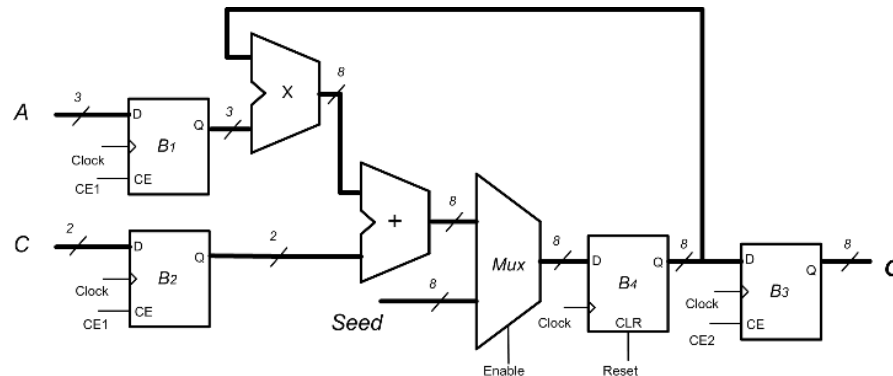 8
3
X
A
D
Q
3
B1
Clock
CE1
CE
+
8
2
C
D
Q
2
B2
Clock
CE1
CE
8
Seed
Mux
Enable
8
D
Q
B4
Clock
CLR
Reset
8
D
Q
B3
Clock
CE2
CE
8